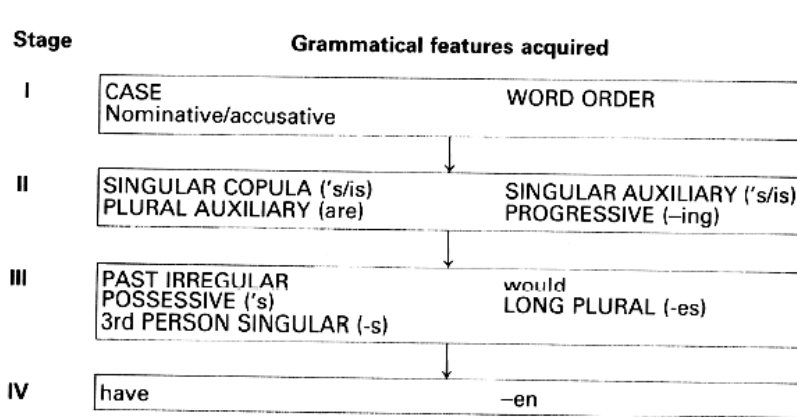 Stage Grammatical features acquired
I
CASE WORD ORDER
Nominative/accusative
II
SINGULAR COPULA ('s/is) SINGULAR AUXILIARY ('s/is)
PLURAL AUXILIARY (are) PROGRESSIVE (–ing)
III
PAST IRREGULAR would
POSSESSIVE ('s) LONG PLURAL (-es)
3rd PERSON SINGULAR (-s)
IV
have –en